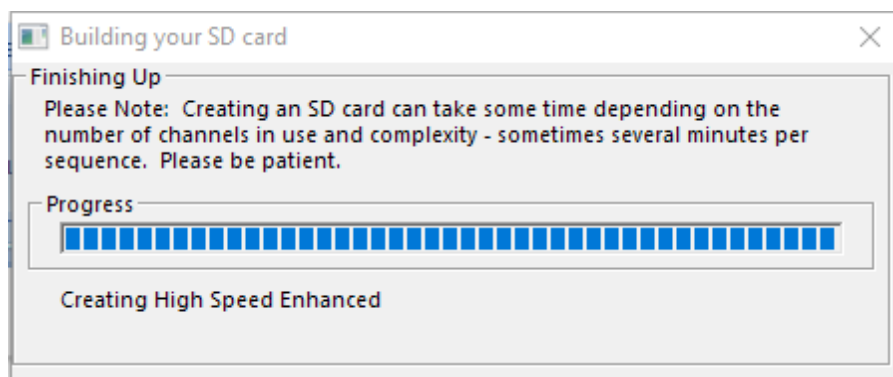 Building your SD card
Finishing Up
Please Note:  Creating an SD card can take some time depending on the
number of channels in use and complexity - sometimes several minutes per
sequence.  Please be patient.
Progress
Creating High Speed Enhanced